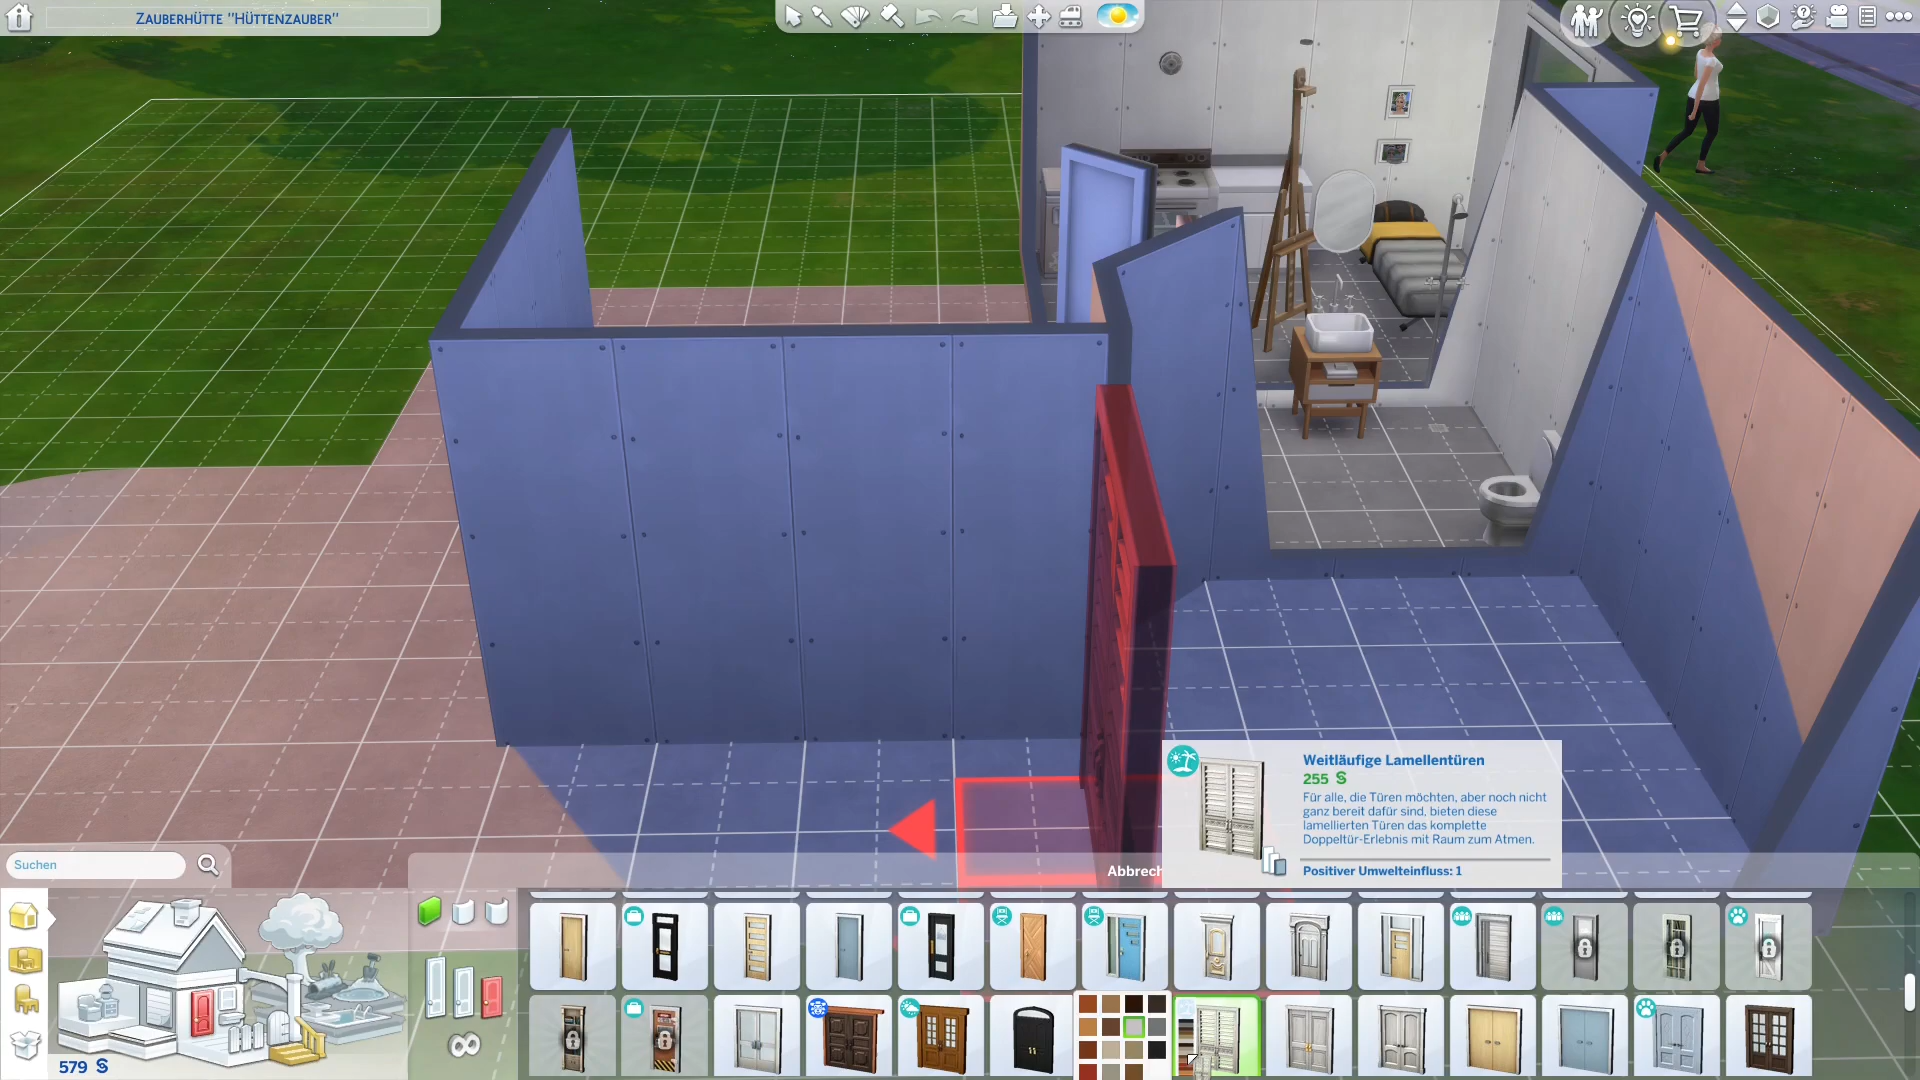 Zauberhütte "Hüttenzauber"
Weitläufige Lamellentüren
255 §
Für alle, die Türen möchten, aber noch nicht
ganz bereit dafür sind, bieten diese
lamellierten Türen das komplette
Doppeltür-Erlebnis mit Raum zum Atmen.
Positiver Umwelteinfluss: 1
Abbrech
Suchen
579 §